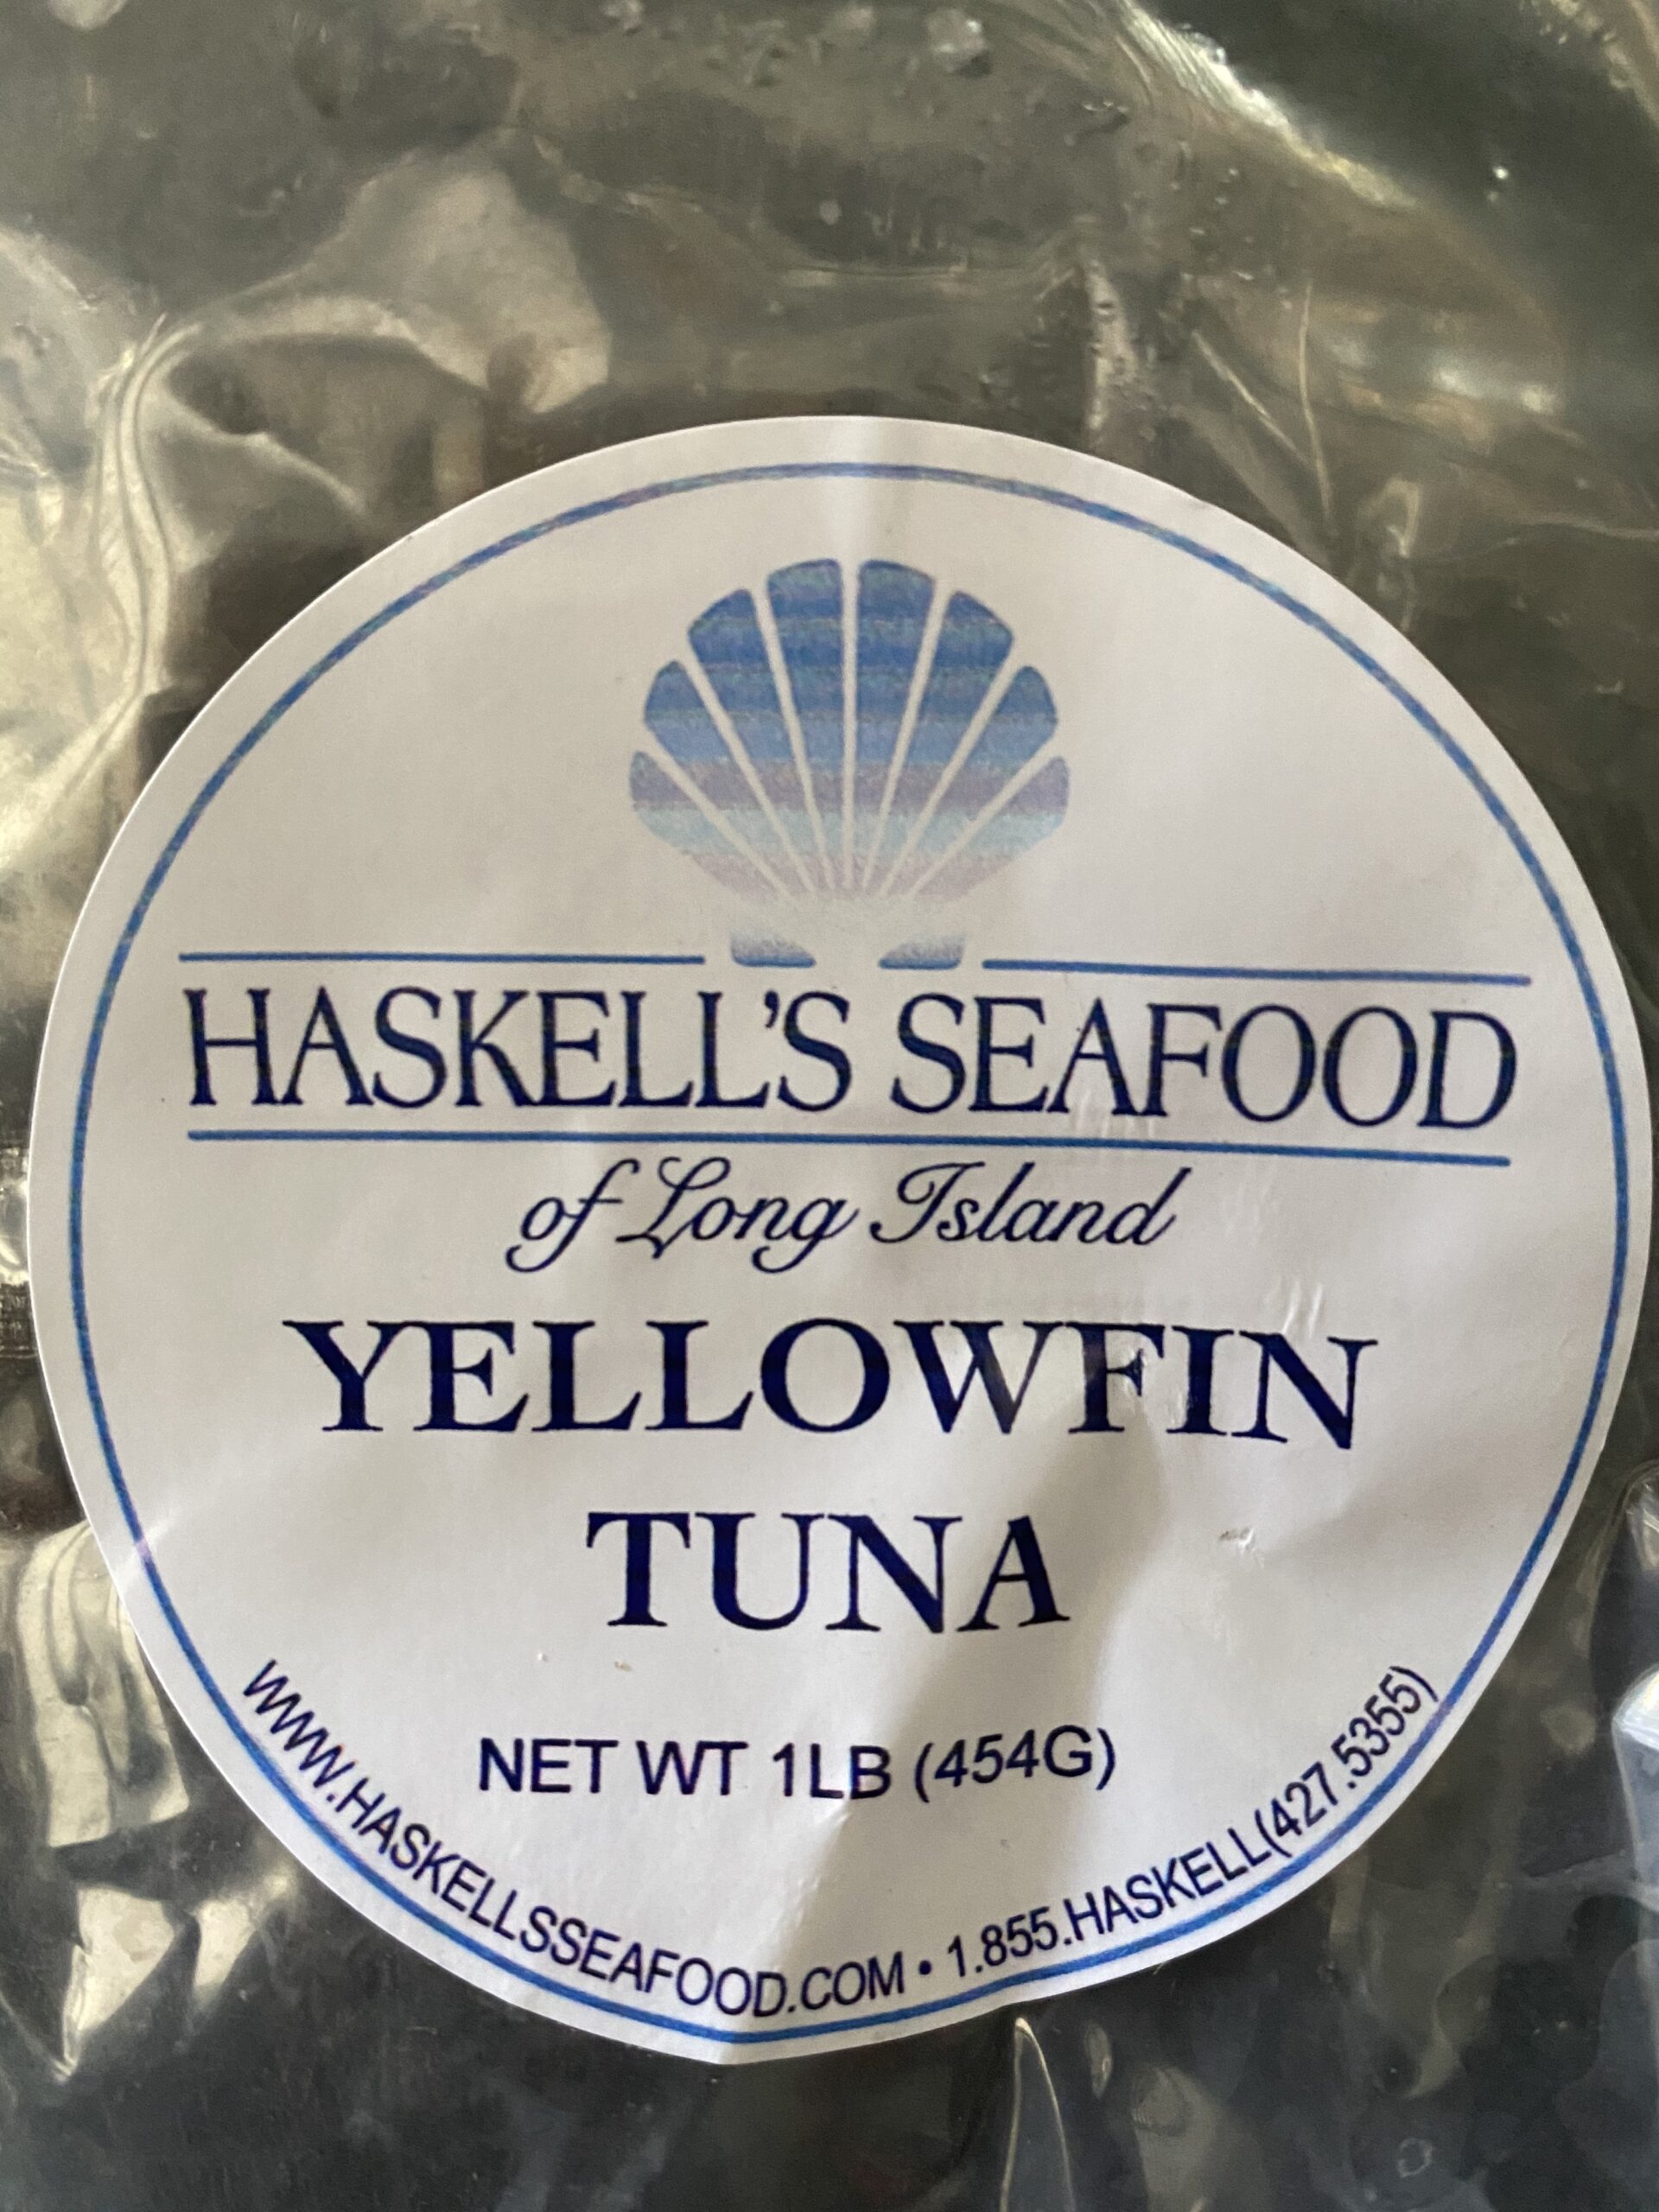 HASKELL'S SEAFOOD
of Long Island
YELLOWFIN
TUNA
NET WT 1LB (454G)
WWW.HASKELLSSEAFOOD.COM • 1.855.HASKELL(427.5355)